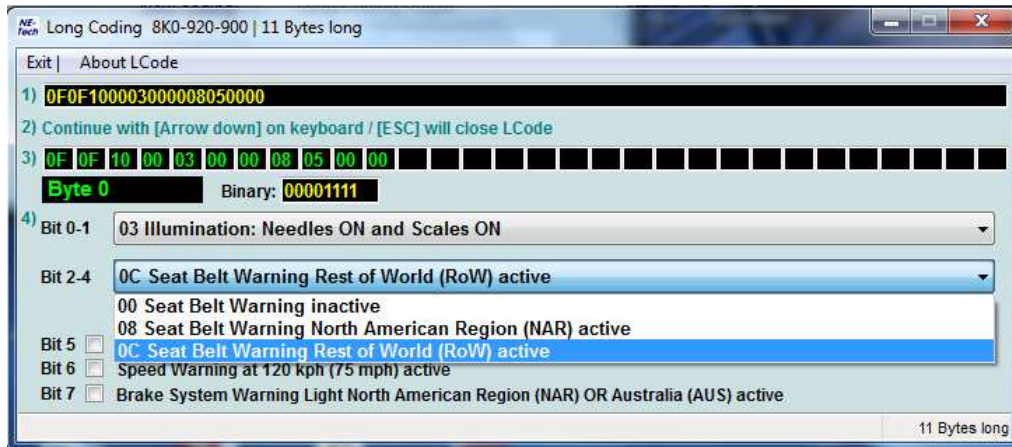 NE-Tech Long Coding 8K0-920-900 | 11 Bytes long
Exit | About LCode
1) 0F0F100003000008050000
2) Continue with [Arrow down] on keyboard / [ESC] will close LCode
3) 0F 0F 10 00 03 00 00 08 05 00 00
Byte 0 Binary: 00001111
4) Bit 0-1 03 Illumination: Needles ON and Scales ON
Bit 2-4 0C Seat Belt Warning Rest of World (RoW) active
00 Seat Belt Warning inactive
08 Seat Belt Warning North American Region (NAR) active
Bit 5 0C Seat Belt Warning Rest of World (RoW) active
Bit 6 Speed Warning at 120 kph (75 mph) active
Bit 7 Brake System Warning Light North American Region (NAR) OR Australia (AUS) active
11 Bytes long